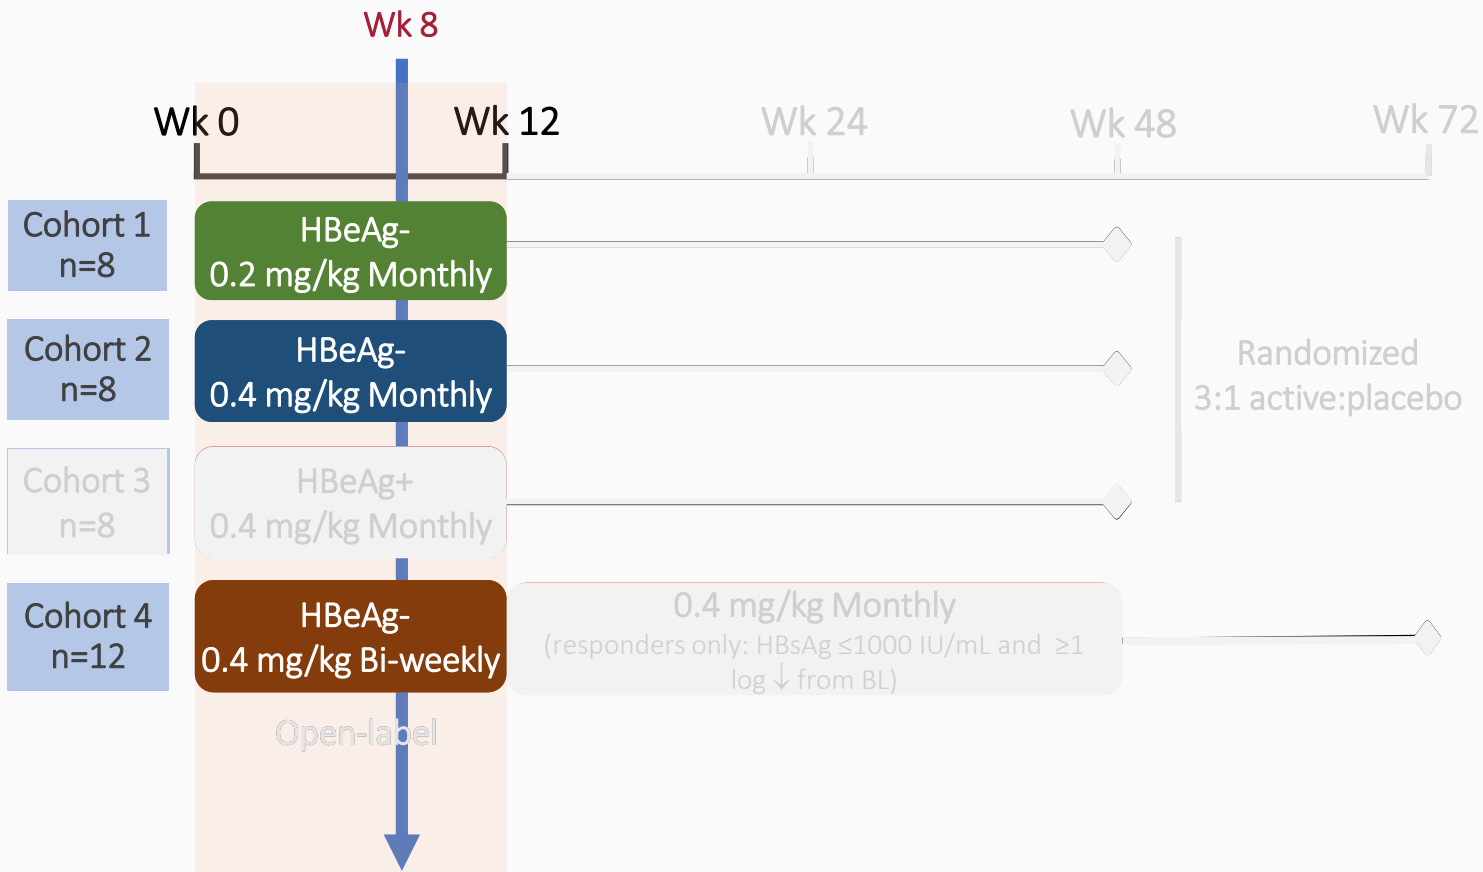 Wk 8
Wk 0
Wk 12
Wk 24
Wk 48
Wk 72
Cohort 1
n=8
HBeAg-
0.2 mg/kg Monthly
Cohort 2
n=8
HBeAg-
0.4 mg/kg Monthly
Randomized
3:1 active:placebo
Cohort 3
n=8
HBeAg+
0.4 mg/kg Monthly
Cohort 4
n=12
HBeAg-
0.4 mg/kg Bi-weekly
0.4 mg/kg Monthly
(responders only: HBsAg ≤1000 IU/mL and ≥1
log ↓ from BL)
Open-label